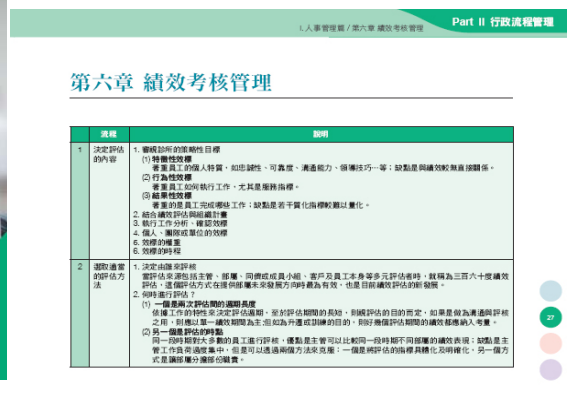 I. 人事管理篇 / 第六章 績效考核管理
Part II 行政流程管理
第六章 績效考核管理
流程 說明
1 決定評估的內容
1. 審視診所的策略性目標
(1) 特徵性效標
著重員工的個人特質，如忠誠性、可靠度、溝通能力、領導技巧…等；缺點是與績效較無直接關係。
(2) 行為性效標
著重員工如何執行工作，尤其是服務指標。
(3) 結果性效標
著重的是員工完成哪些工作；缺點是若干質化指標較難以量化。
2. 結合績效評估與組織計畫
3. 執行工作分析、確認效標
4. 個人、團隊或單位的效標
5. 效標的權重
6. 效標的時程
2 選取適當的評估方法
1. 決定由誰來評核
當評估來源包括主管、部屬、同儕或成員小組、客戶及員工本身等多元評估者時，就稱為三百六十度績效
評估，這個評估方式在提供部屬未來發展方向時最為有效，也是目前績效評估的新發展。
2. 何時進行評估？
(1) 一個是兩次評估間的週期長度
依據工作的特性來決定評估週期，至於評估期間的長短，則視評估的目的而定，如果是做為溝通與評核
之用，則應以單一績效期間為主；但如為升遷或訓練的目的，則好幾個評估期間的績效都應納入考量。
(2) 另一個是評估的時點
同一段時期對大多數的員工進行評核，優點是主管可以比較同一段時期不同部屬的績效表現；缺點是主
管工作負荷過度集中，但是可以透過兩個方法來克服：一個是將評估的指標具體化及明確化，另一個方
式是讓部屬分擔部份職責。
27